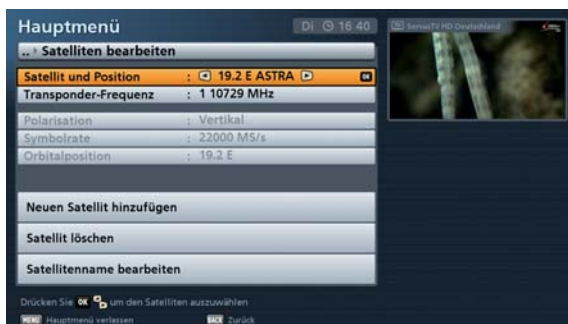 Hauptmenü
Di 16 40
ServusTV HD Deutschland
.. Satelliten bearbeiten
Satellit und Position : 19.2 E ASTRA OK
Transponder-Frequenz : 1 10729 MHz
Polarisation : Vertikal
Symbolrate : 22000 MS/s
Orbitalposition : 19.2 E
Neuen Satellit hinzufügen
Satellit löschen
Satellitenname bearbeiten
Drücken Sie OK um den Satelliten auszuwählen
MENU Hauptmenü verlassen BACK Zurück